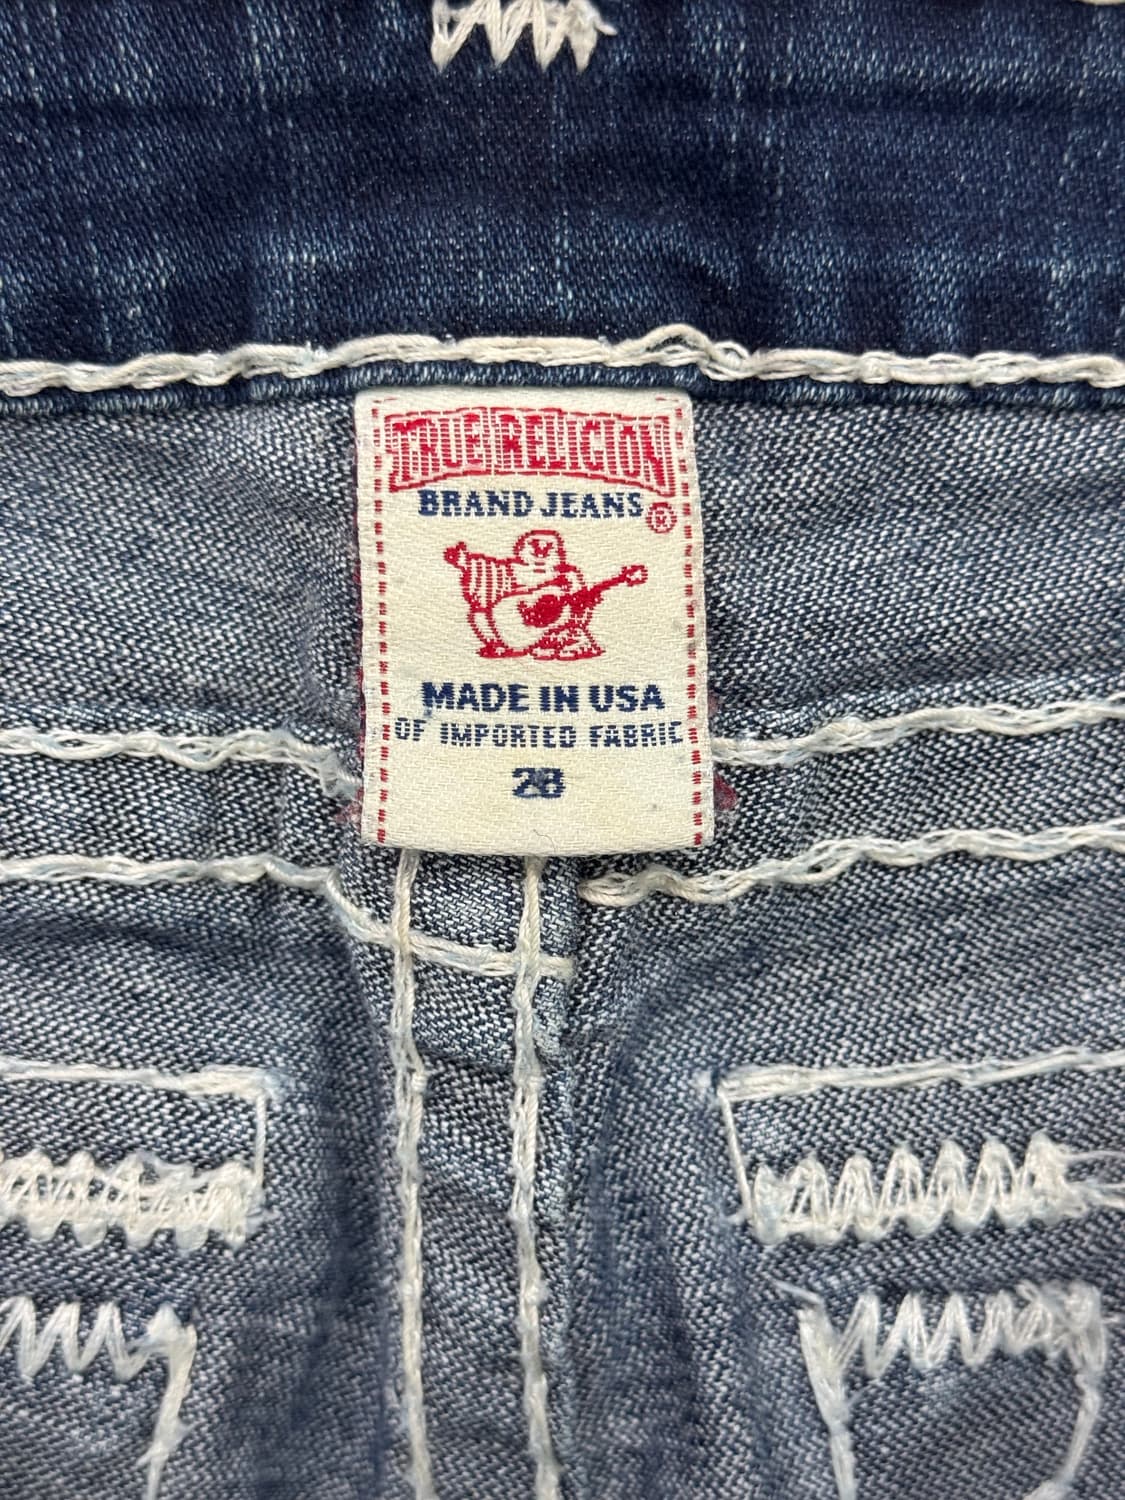 TRUE RELIGION
BRAND JEANS ®
MADE IN USA
OF IMPORTED FABRIC
28